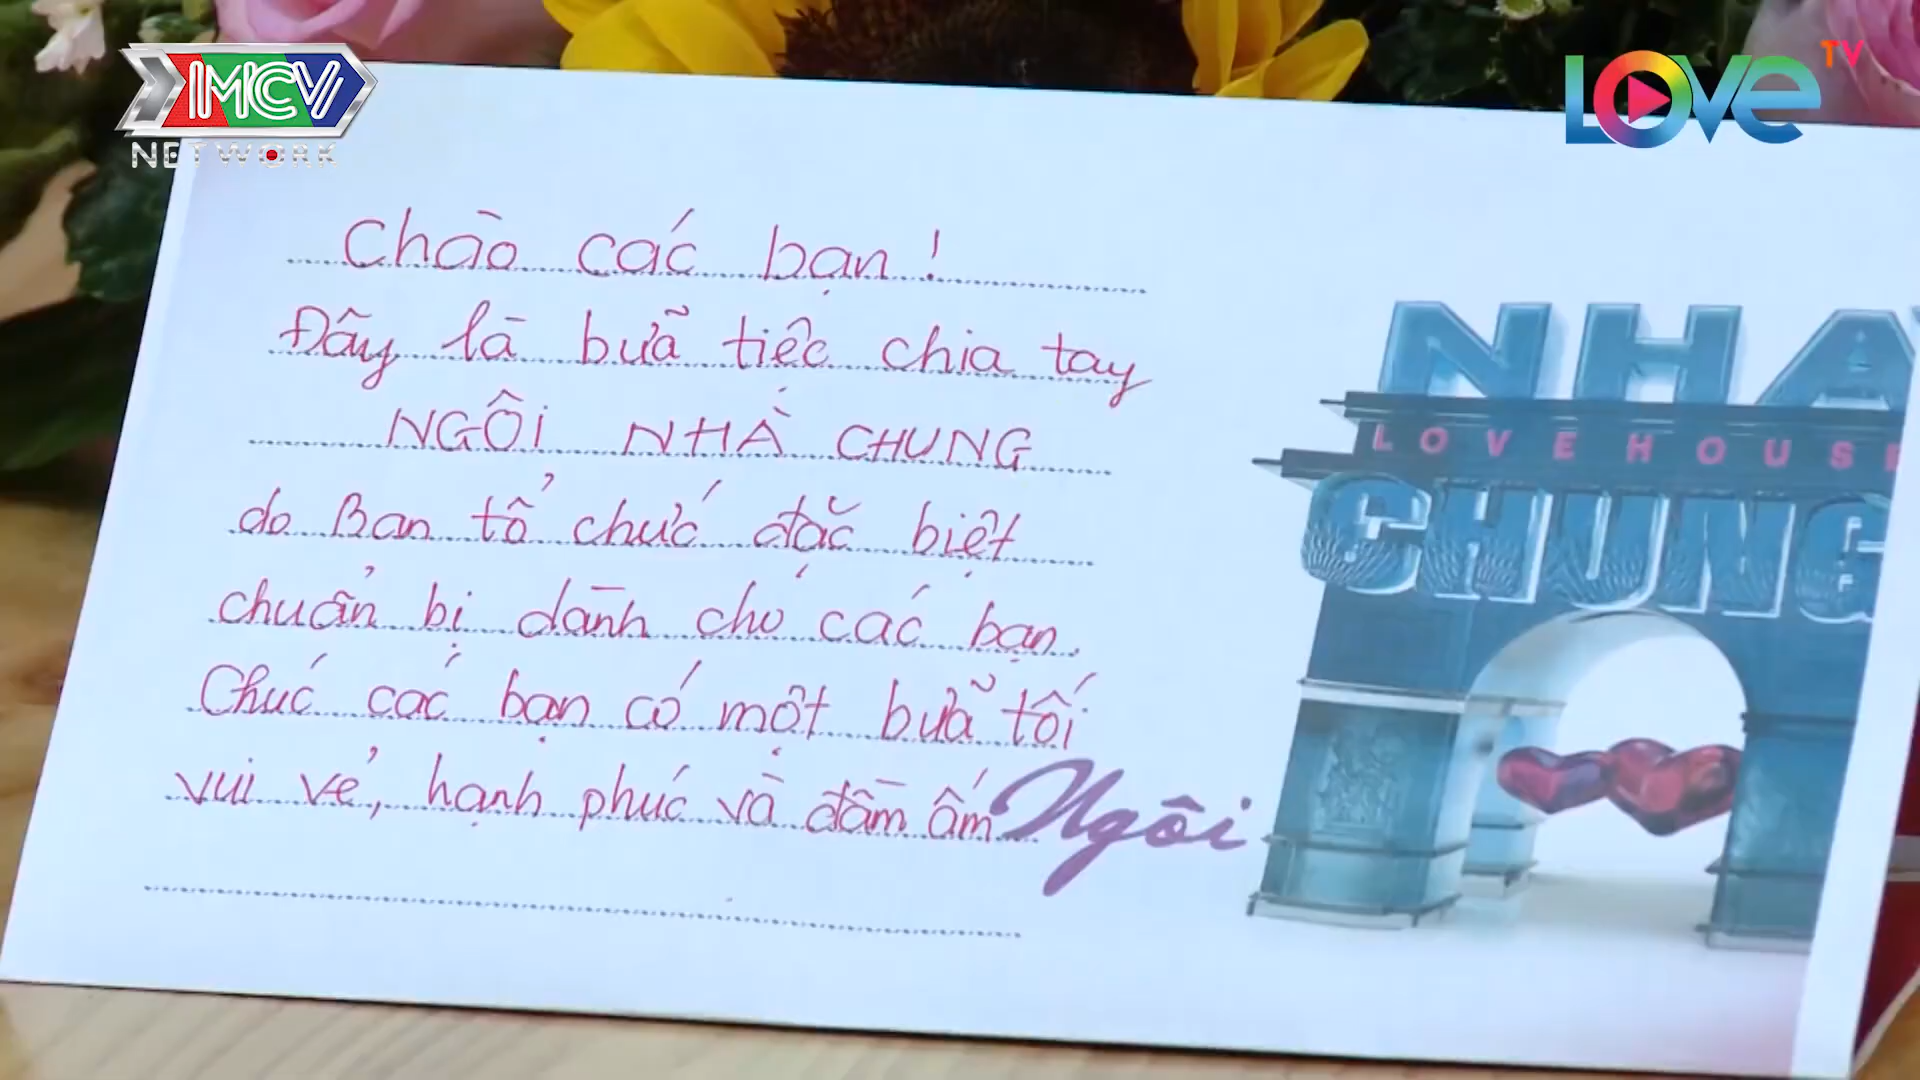 MCV
NETWORK
LOVE TV
Chào các bạn!
Đây là bữa tiệc chia tay
NGÔI NHÀ CHUNG
do Ban tổ chức đặc biệt
chuẩn bị dành cho các bạn.
Chúc các bạn có một bữa tối
vui vẻ, hạnh phúc và đầm ấm
Ngôi
NHÀ
LOVE HOUSE
CHUNG